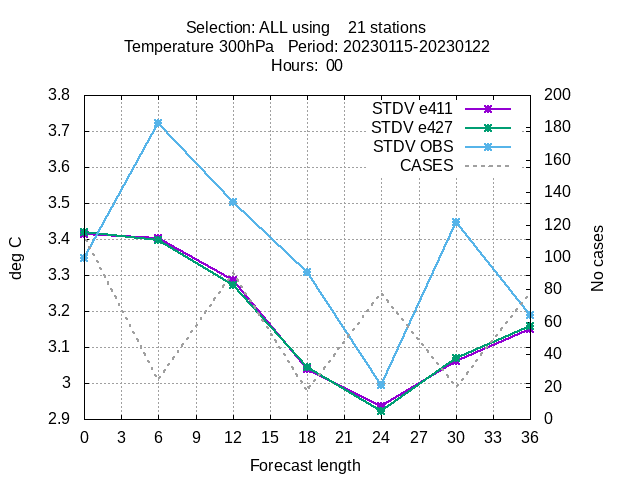 Selection: ALL using    21 stations
Temperature 300hPa   Period: 20230115-20230122
Hours:  00
3.8
3.7
3.6
3.5
3.4
3.3
3.2
3.1
3
2.9
deg C
STDV e411
STDV e427
STDV OBS
CASES
200
180
160
140
120
100
80
60
40
20
0
No cases
0 3 6 9 12 15 18 21 24 27 30 33 36
Forecast length